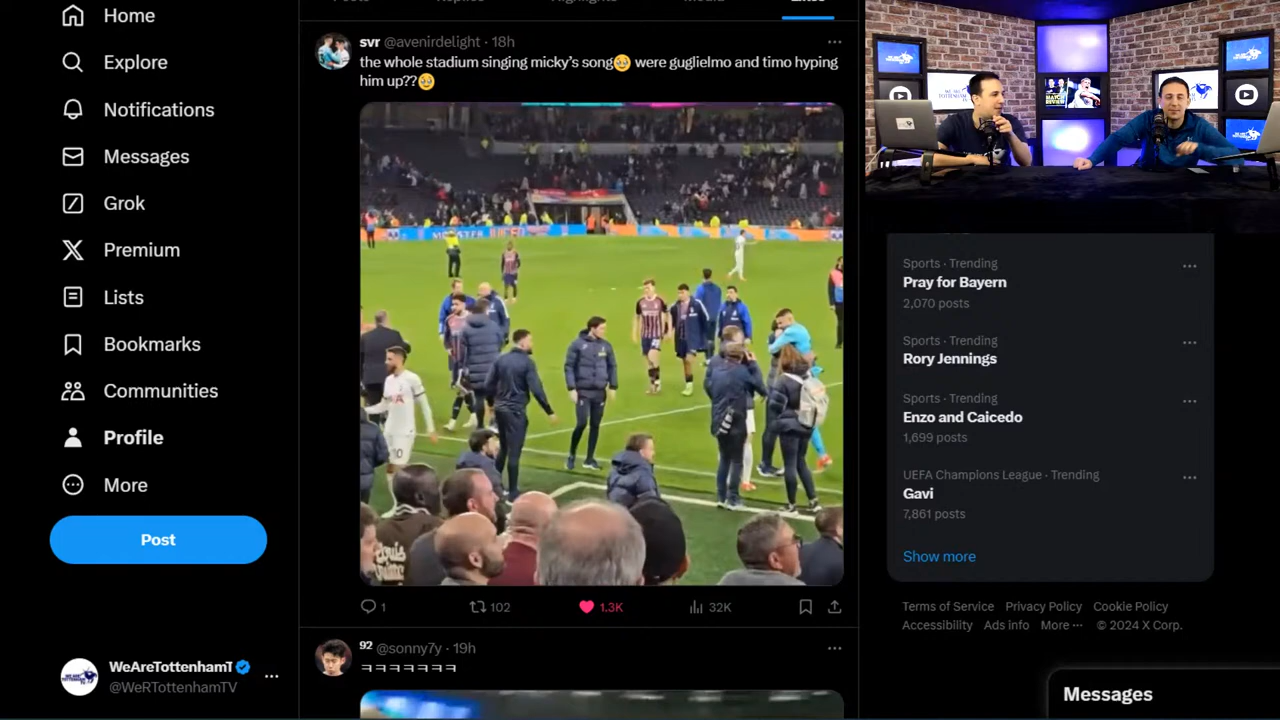 Home
Explore
Notifications
Messages
Grok
Premium
Lists
Bookmarks
Communities
Profile
More
Post
WeAreTottenhamT
@WeRTottenhamTV
svr @avenirdelight · 18h
the whole stadium singing micky's song🥹 were guglielmo and timo hyping
him up??🥹
10
1
102
1.3K
32K
92 @sonny7y · 19h
ㅋㅋㅋㅋㅋㅋㅋ
Sports · Trending
Pray for Bayern
2,070 posts
Sports · Trending
Rory Jennings
Sports · Trending
Enzo and Caicedo
1,699 posts
UEFA Champions League · Trending
Gavi
7,861 posts
Show more
Terms of Service Privacy Policy Cookie Policy
Accessibility Ads info More ··· © 2024 X Corp.
Messages